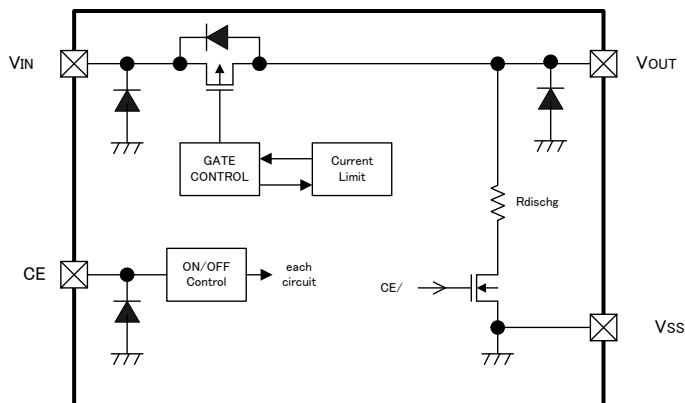 VIN
VOUT
GATE
CONTROL
Current
Limit
Rdischg
CE
ON/OFF
Control
each
circuit
CE/
VSS